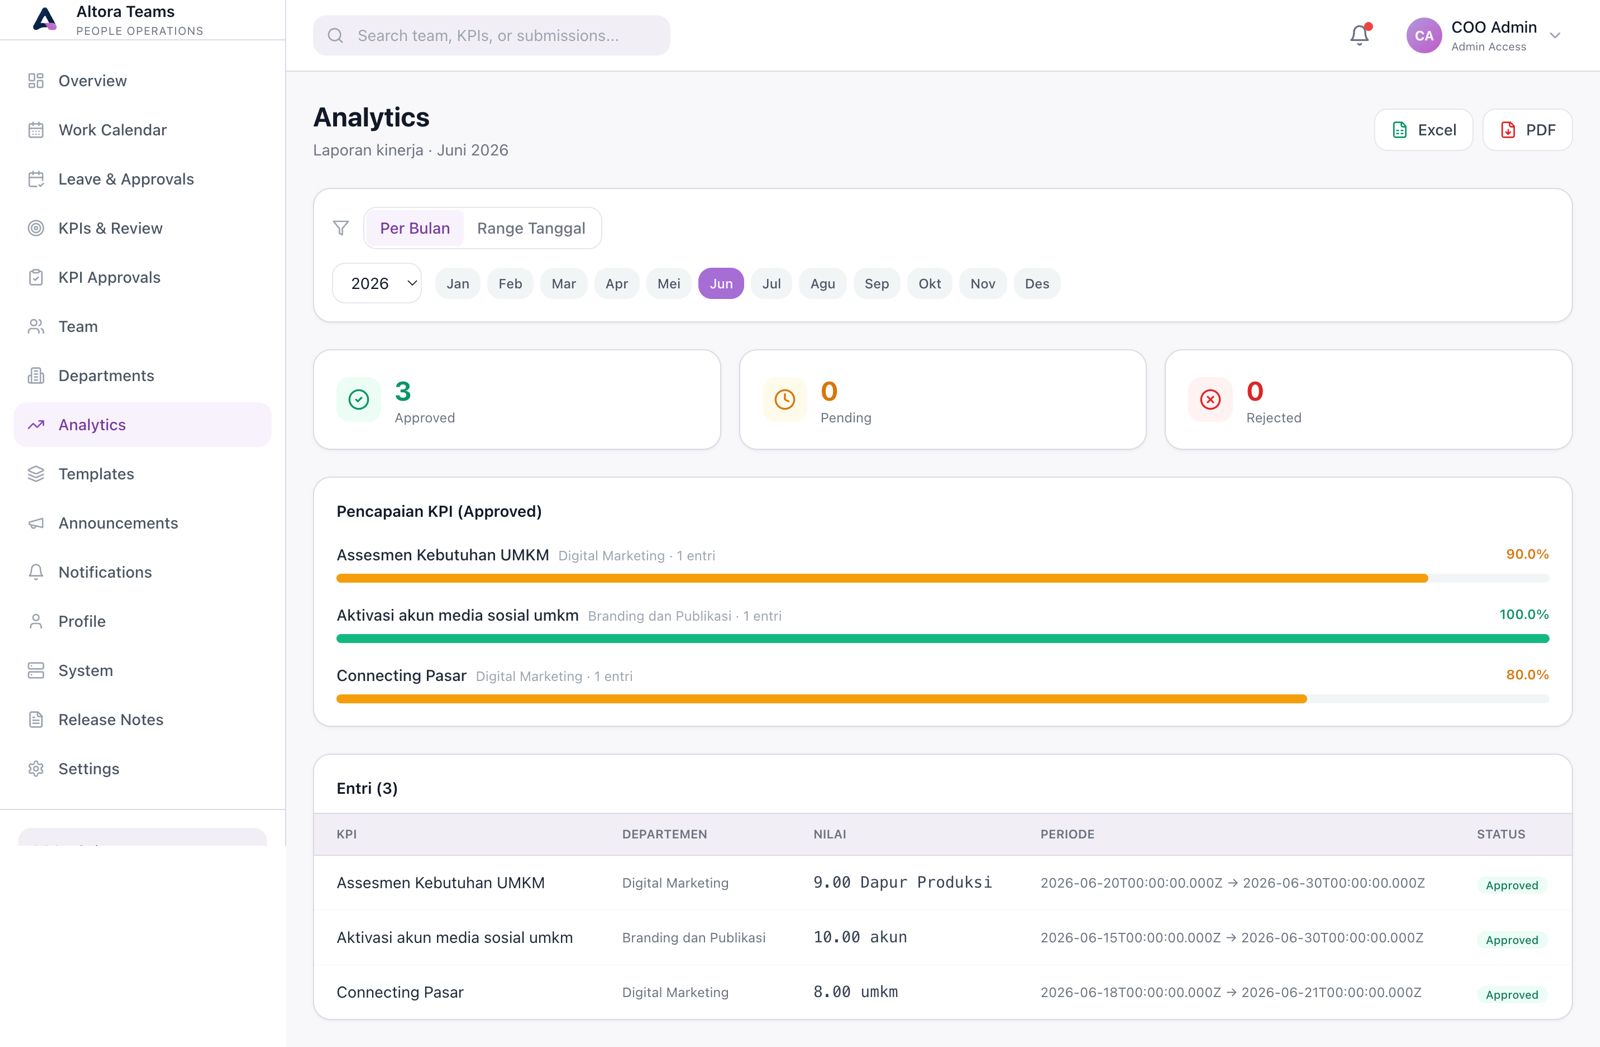 Altora Teams
PEOPLE OPERATIONS
Search team, KPIs, or submissions...
CA
COO Admin
Admin Access
Overview
Work Calendar
Leave & Approvals
KPIs & Review
KPI Approvals
Team
Departments
Analytics
Templates
Announcements
Notifications
Profile
System
Release Notes
Settings
Analytics
Laporan kinerja · Juni 2026
Excel
PDF
Per Bulan
Range Tanggal
2026
Jan Feb Mar Apr Mei Jun Jul Agu Sep Okt Nov Des
3
Approved
0
Pending
0
Rejected
Pencapaian KPI (Approved)
Assesmen Kebutuhan UMKM Digital Marketing · 1 entri 90.0%
Aktivasi akun media sosial umkm Branding dan Publikasi · 1 entri 100.0%
Connecting Pasar Digital Marketing · 1 entri 80.0%
Entri (3)
KPI DEPARTEMEN NILAI PERIODE STATUS
Assesmen Kebutuhan UMKM Digital Marketing 9.00 Dapur Produksi 2026-06-20T00:00:00.000Z → 2026-06-30T00:00:00.000Z Approved
Aktivasi akun media sosial umkm Branding dan Publikasi 10.00 akun 2026-06-15T00:00:00.000Z → 2026-06-30T00:00:00.000Z Approved
Connecting Pasar Digital Marketing 8.00 umkm 2026-06-18T00:00:00.000Z → 2026-06-21T00:00:00.000Z Approved